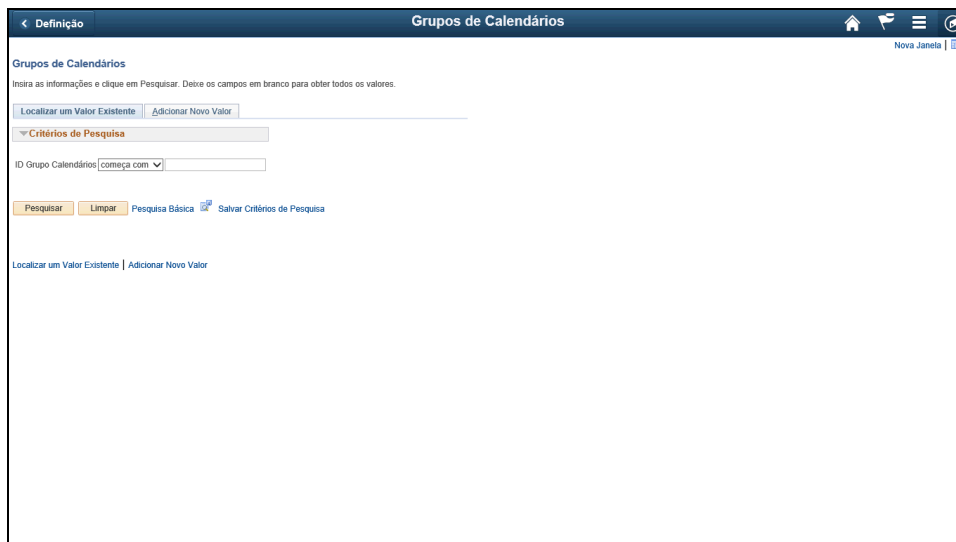 Definição
Grupos de Calendários
Nova Janela |
Grupos de Calendários
Insira as informações e clique em Pesquisar. Deixe os campos em branco para obter todos os valores.
Localizar um Valor Existente Adicionar Novo Valor
Critérios de Pesquisa
ID Grupo Calendários começa com
Pesquisar Limpar Pesquisa Básica Salvar Critérios de Pesquisa
Localizar um Valor Existente | Adicionar Novo Valor